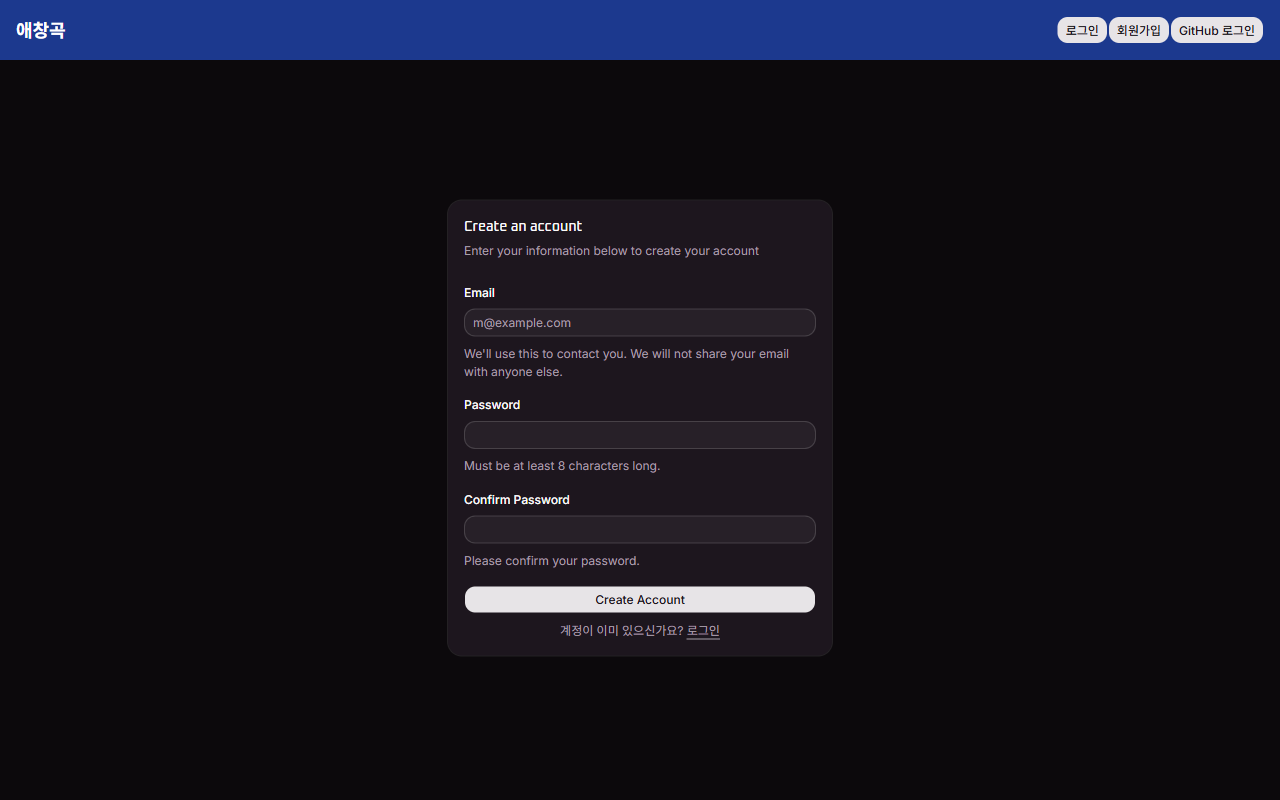 애창곡
로그인
회원가입
GitHub 로그인
Create an account
Enter your information below to create your account
Email
m@example.com
We'll use this to contact you. We will not share your email
with anyone else.
Password
Must be at least 8 characters long.
Confirm Password
Please confirm your password.
Create Account
계정이 이미 있으신가요? 로그인